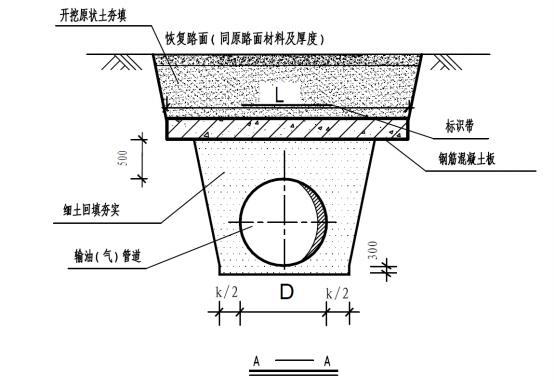 开挖原状土夯填
恢复路面(同原路面材料及厚度)
L
标识带
500
钢筋混凝土板
细土回填夯实
输油(气)管道
300
k/2 D k/2
A — A